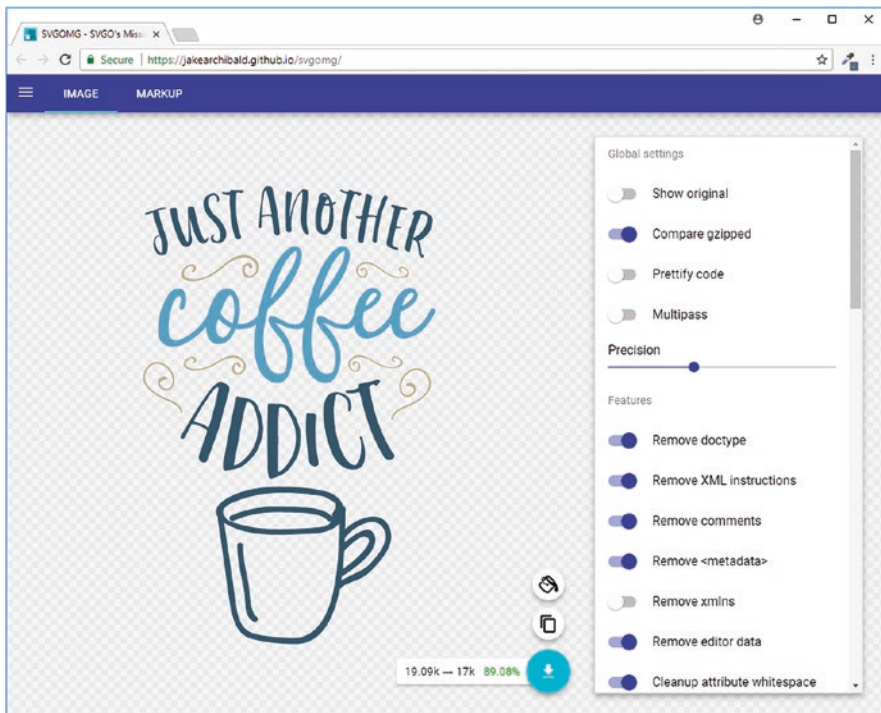 SVGOMG - SVGO's Miss
Secure | https://jakearchibald.github.io/svgomg/
IMAGE MARKUP
JUST ANOTHER
coffee
ADDICT
19.09k → 17k 89.08%
Global settings
Show original
Compare gzipped
Prettify code
Multipass
Precision
Features
Remove doctype
Remove XML instructions
Remove comments
Remove <metadata>
Remove xmlns
Remove editor data
Cleanup attribute whitespace